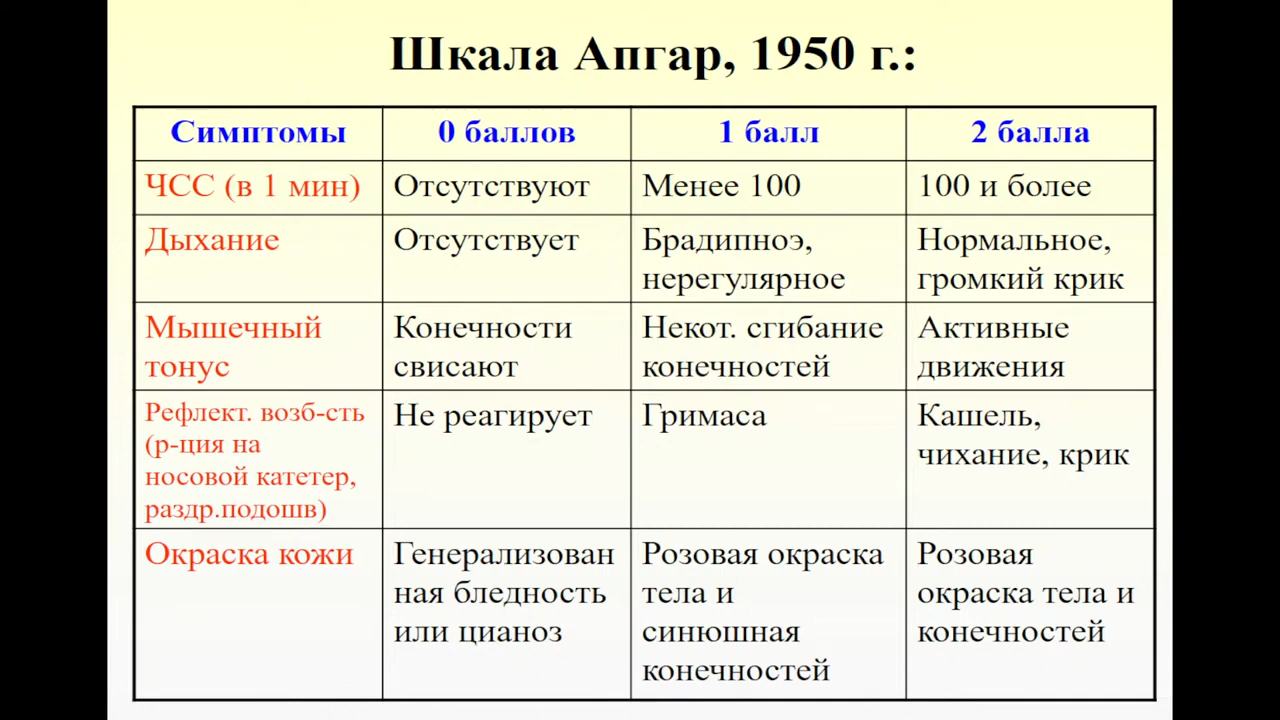 Шкала Апгар, 1950 г.:
Симптомы 0 баллов 1 балл 2 балла
ЧСС (в 1 мин) Отсутствуют Менее 100 100 и более
Дыхание Отсутствует Брадипноэ, Нормальное,
нерегулярное громкий крик
Мышечный Конечности Некот. сгибание Активные
тонус свисают конечностей движения
Рефлект. возб-сть Не реагирует Гримаса Кашель,
(р-ция на чихание, крик
носовой катетер,
раздр.подошв)
Окраска кожи Генерализован Розовая окраска Розовая
ная бледность тела и окраска тела и
или цианоз синюшная конечностей
конечностей